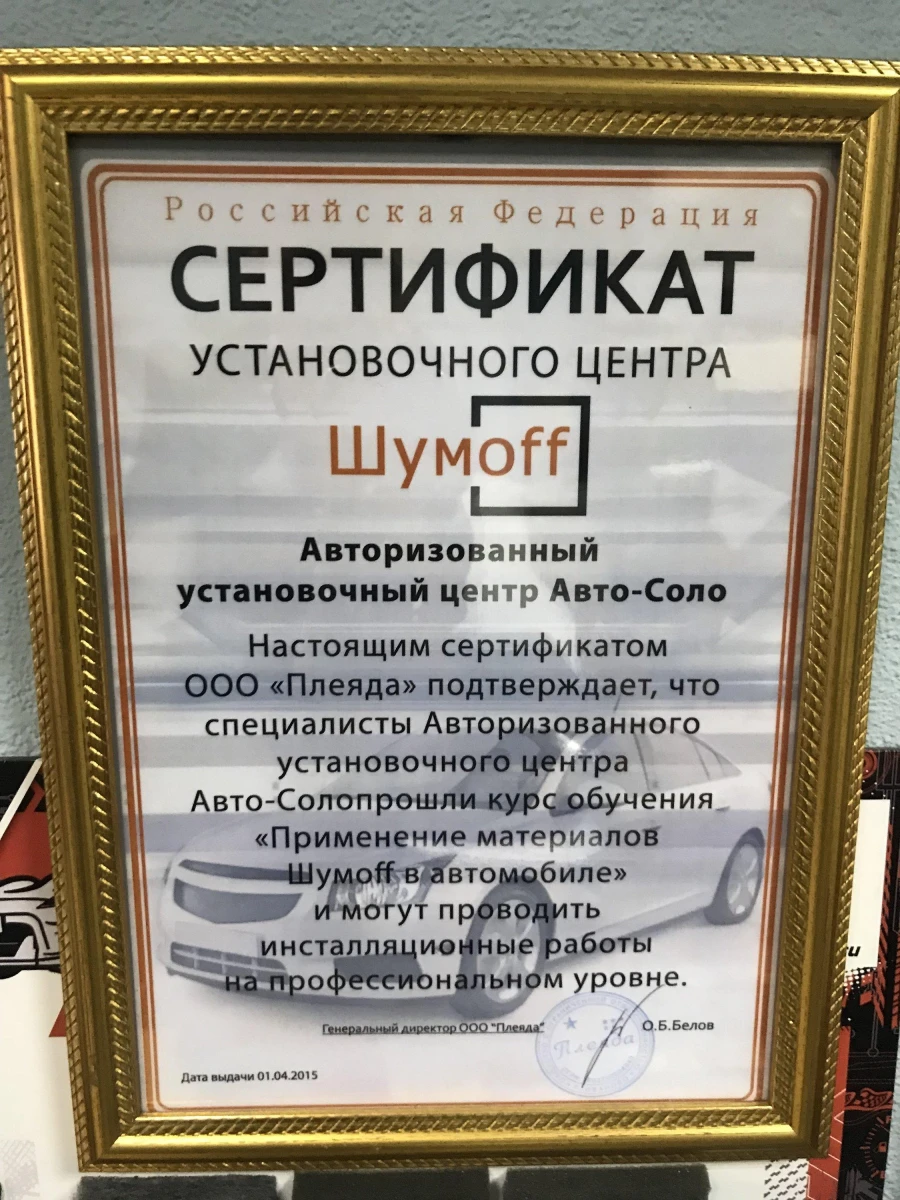 Российская Федерация
СЕРТИФИКАТ
УСТАНОВОЧНОГО ЦЕНТРА
Шумoff
Авторизованный
установочный центр Авто-Соло
Настоящим сертификатом
ООО «Плеяда» подтверждает, что
специалисты Авторизованного
установочного центра
Авто-Солопрошли курс обучения
«Применение материалов
Шумoff в автомобиле»
и могут проводить
инсталляционные работы
на профессиональном уровне.
Генеральный директор ООО "Плеяда"
О.Б.Белов
Плеяда
Дата выдачи 01.04.2015